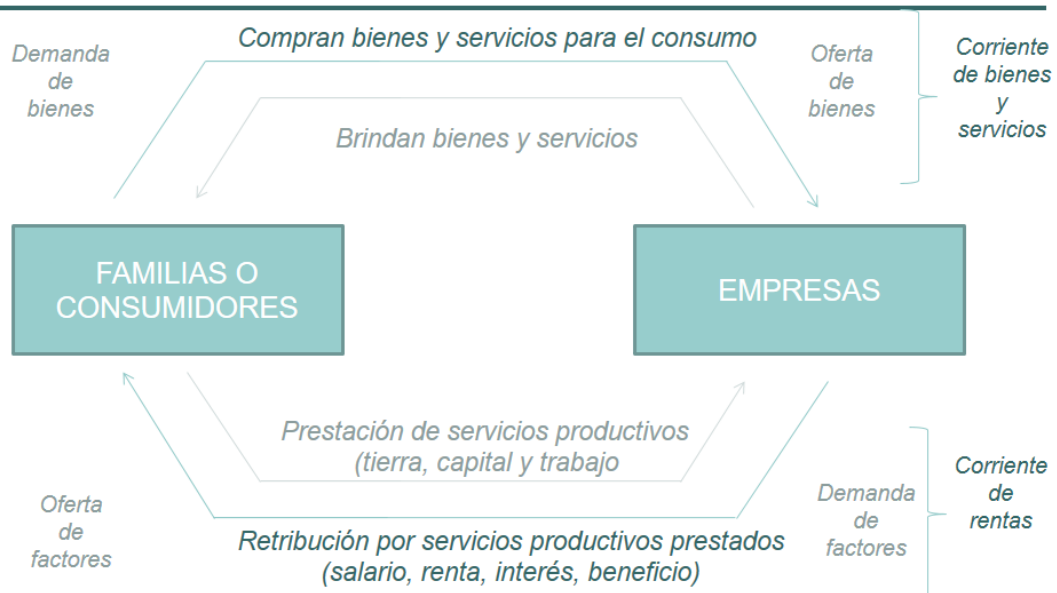 Compran bienes y servicios para el consumo
Demanda
de
bienes
Oferta
de
bienes
Corriente
de bienes
y
servicios
Brindan bienes y servicios
FAMILIAS O
CONSUMIDORES
EMPRESAS
Prestación de servicios productivos
(tierra, capital y trabajo
Oferta
de
factores
Demanda
de
factores
Corriente
de
rentas
Retribución por servicios productivos prestados
(salario, renta, interés, beneficio)